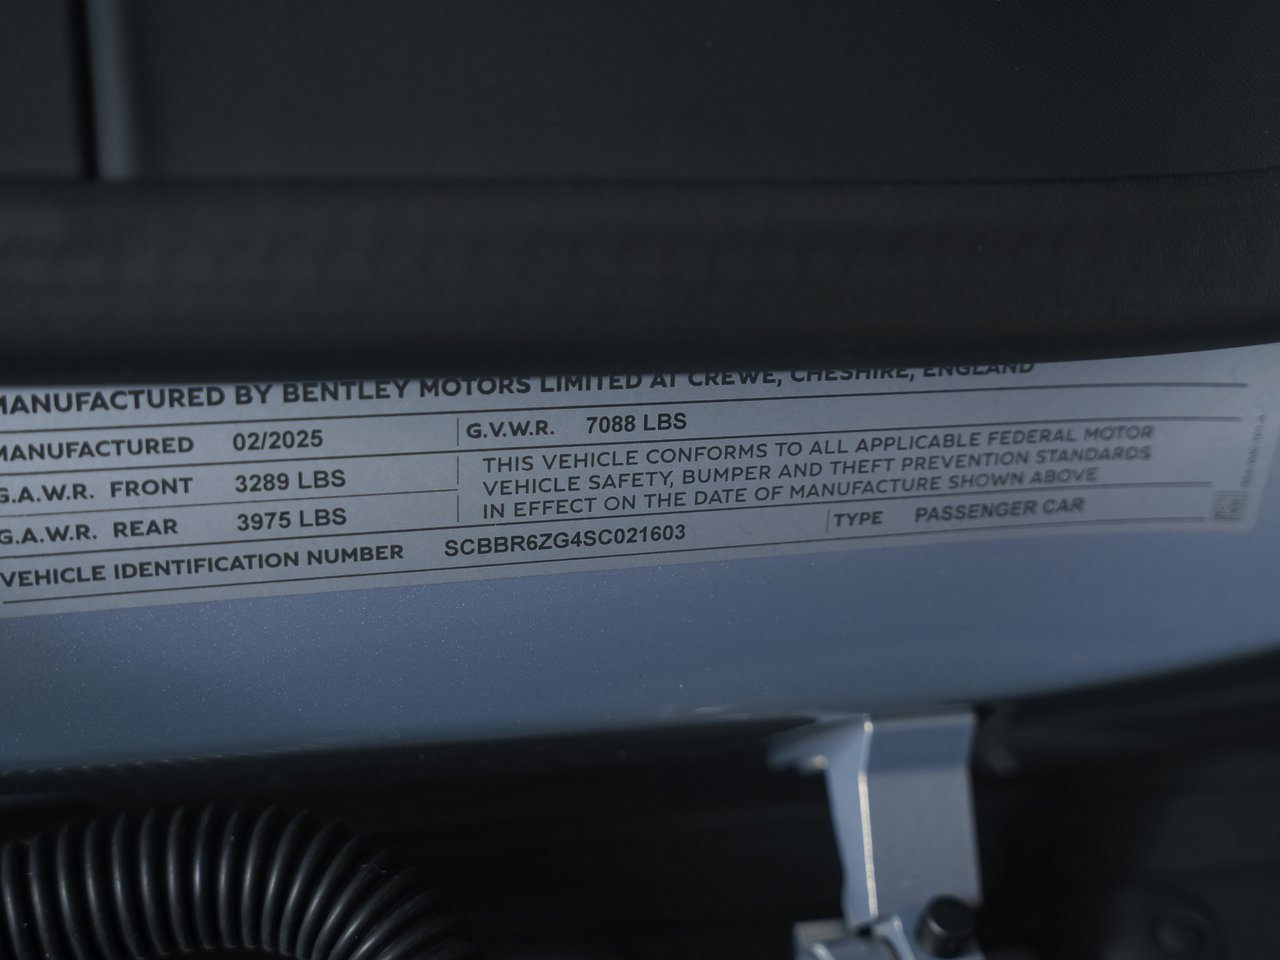 MANUFACTURED BY BENTLEY MOTORS LIMITED AT CREWE, CHESHIRE, ENGLAND
MANUFACTURED 02/2025 G.V.W.R. 7088 LBS
G.A.W.R. FRONT 3289 LBS
G.A.W.R. REAR 3975 LBS
THIS VEHICLE CONFORMS TO ALL APPLICABLE FEDERAL MOTOR
VEHICLE SAFETY, BUMPER AND THEFT PREVENTION STANDARDS
IN EFFECT ON THE DATE OF MANUFACTURE SHOWN ABOVE
VEHICLE IDENTIFICATION NUMBER SCBBR6ZG4SC021603 TYPE PASSENGER CAR